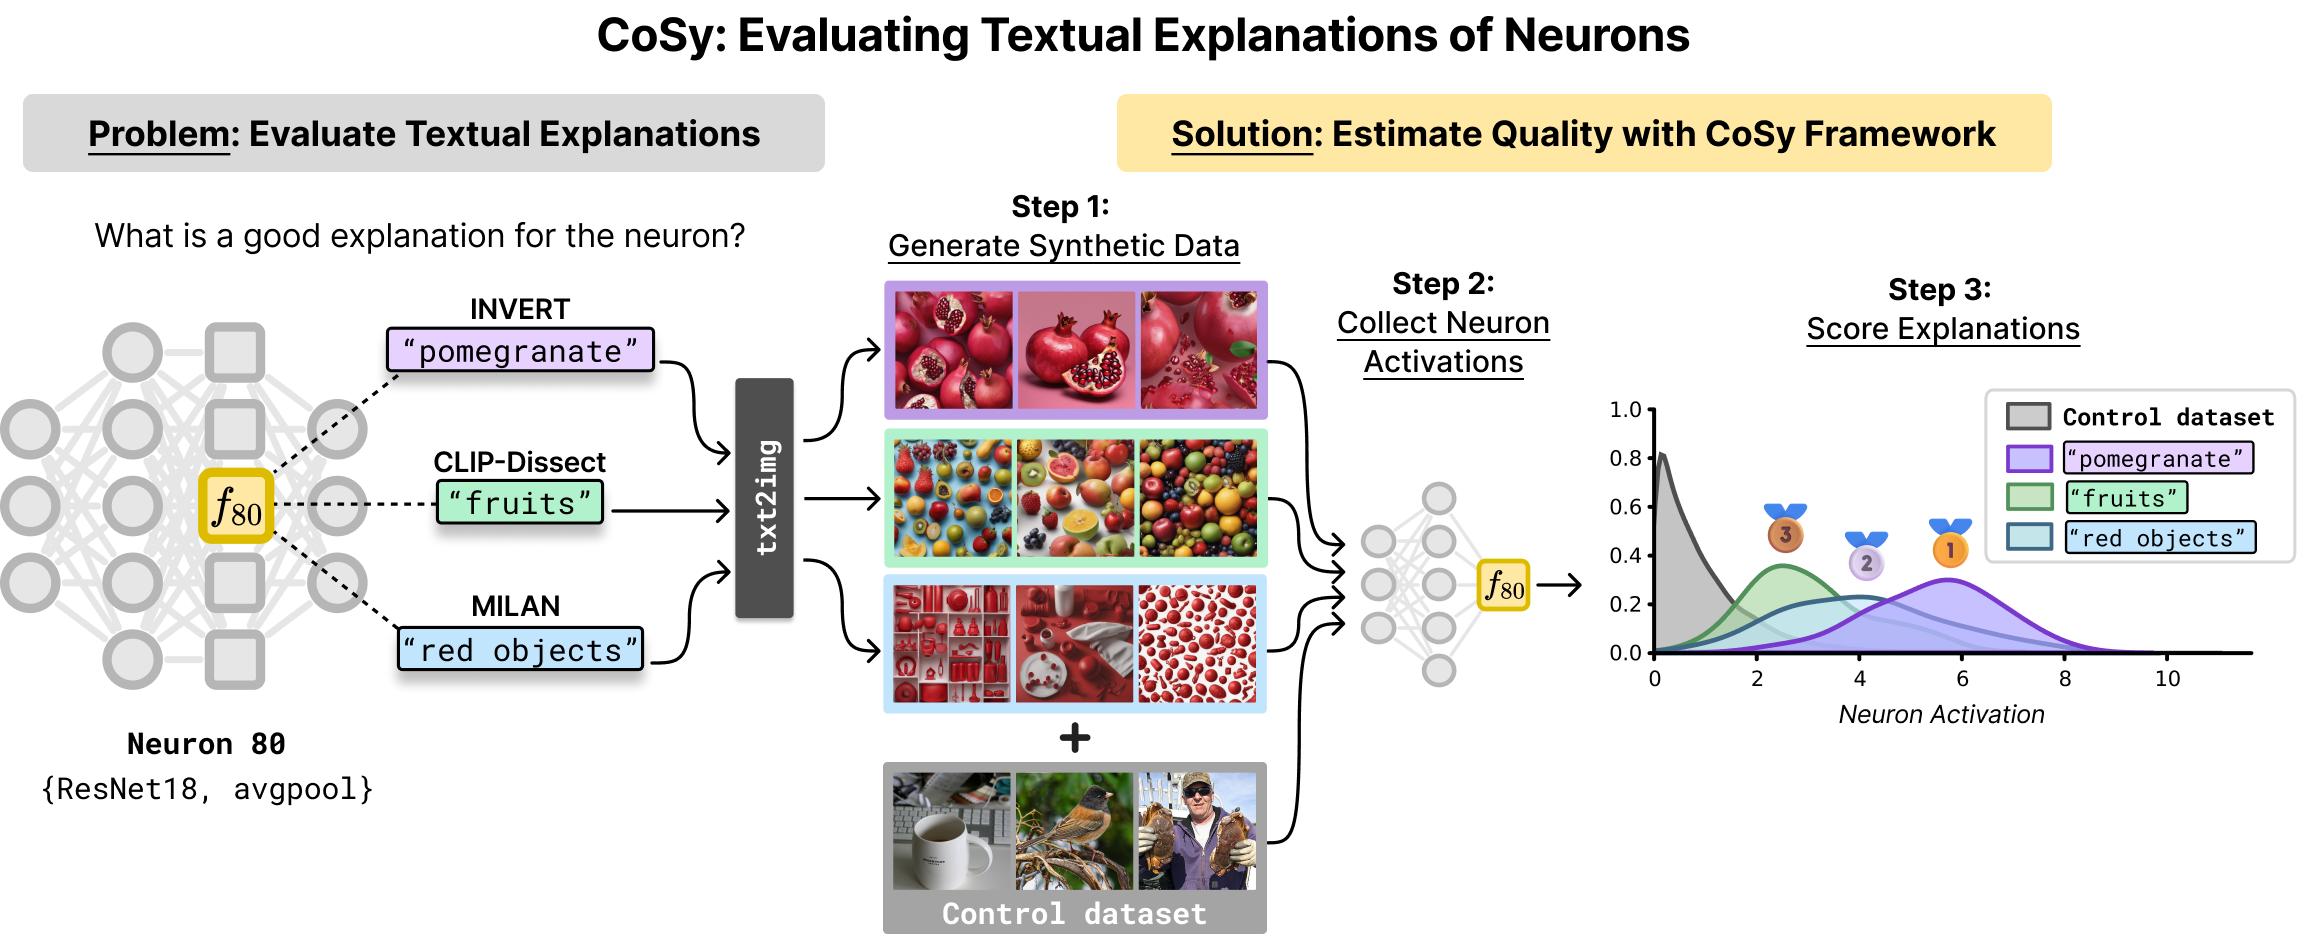 CoSy: Evaluating Textual Explanations of Neurons
Problem: Evaluate Textual Explanations
Solution: Estimate Quality with CoSy Framework
What is a good explanation for the neuron?
INVERT
“pomegranate”
CLIP-Dissect
“fruits”
MILAN
“red objects”
f80
Neuron 80
{ResNet18, avgpool}
txt2img
Step 1:
Generate Synthetic Data
+
Control dataset
Step 2:
Collect Neuron
Activations
f80
Step 3:
Score Explanations
1.0
0.8
0.6
0.4
0.2
0.0
0 2 4 6 8 10
Neuron Activation
3
2
1
Control dataset
“pomegranate”
“fruits”
“red objects”